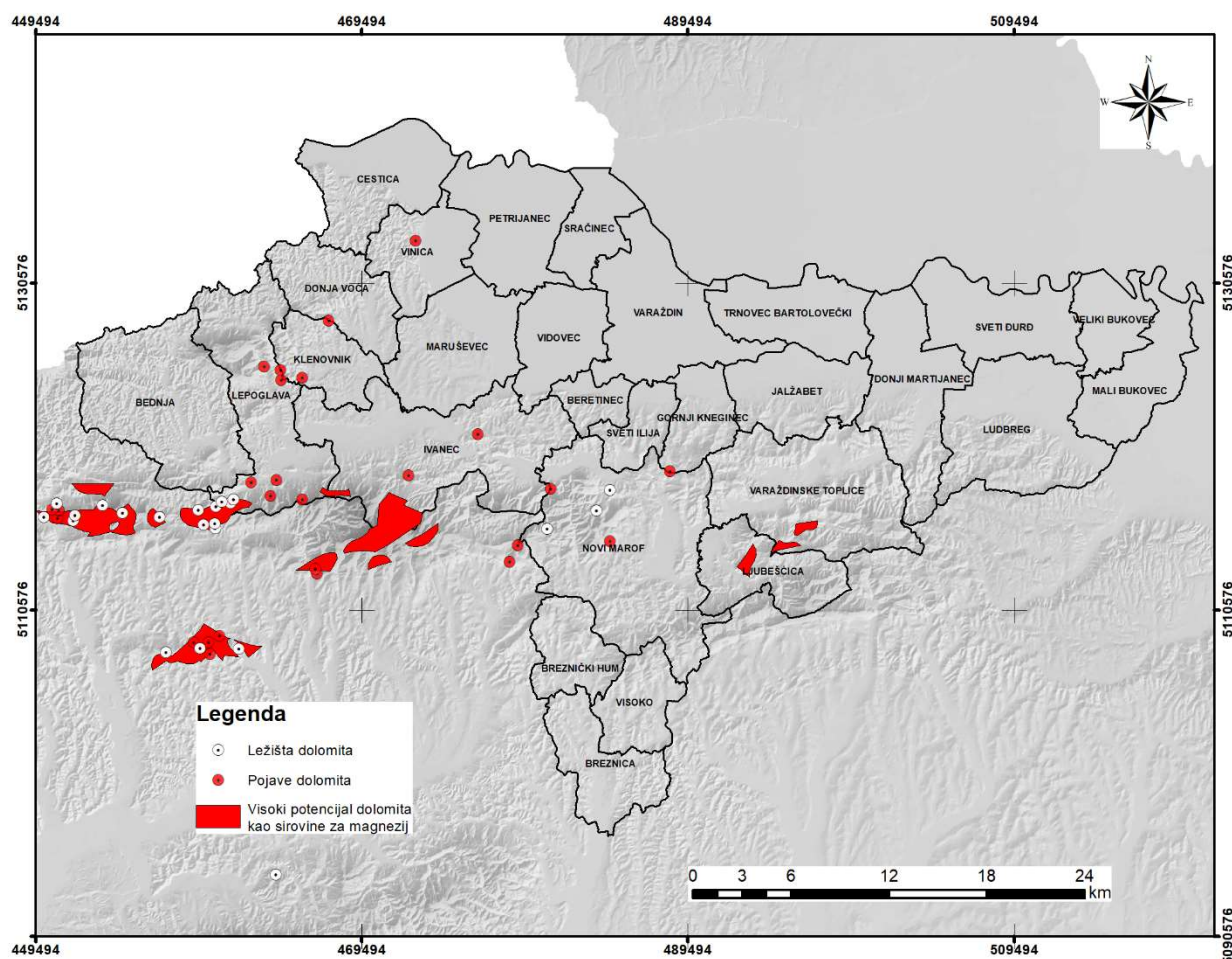 449494 469494 489494 509494
N
W E
S
CESTICA
PETRIJANEC
SRAČINEC
VINICA
5130576 5130576
DONJA VOĆA
VARAŽDIN
TRNOVEC BARTOLOVEČKI
SVETI ĐURĐ
VELIKI BUKOVEC
MARUŠEVEC
VIDOVEC
KLENOVNIK
BEDNJA
LEPOGLAVA
BERETINEC
GORNJI KNEGINEC
JALŽABET
DONJI MARTIJANEC
MALI BUKOVEC
SVETI ILIJA
LUDBREG
IVANEC
VARAŽDINSKE TOPLICE
NOVI MAROF
LJUBEŠĆICA
5110576 5110576
BREZNIČKI HUM
VISOKO
BREZNICA
Legenda
Ležišta dolomita
Pojave dolomita
Visoki potencijal dolomita
kao sirovine za magnezij
0 3 6 12 18 24
km
5090576
449494 469494 489494 509494